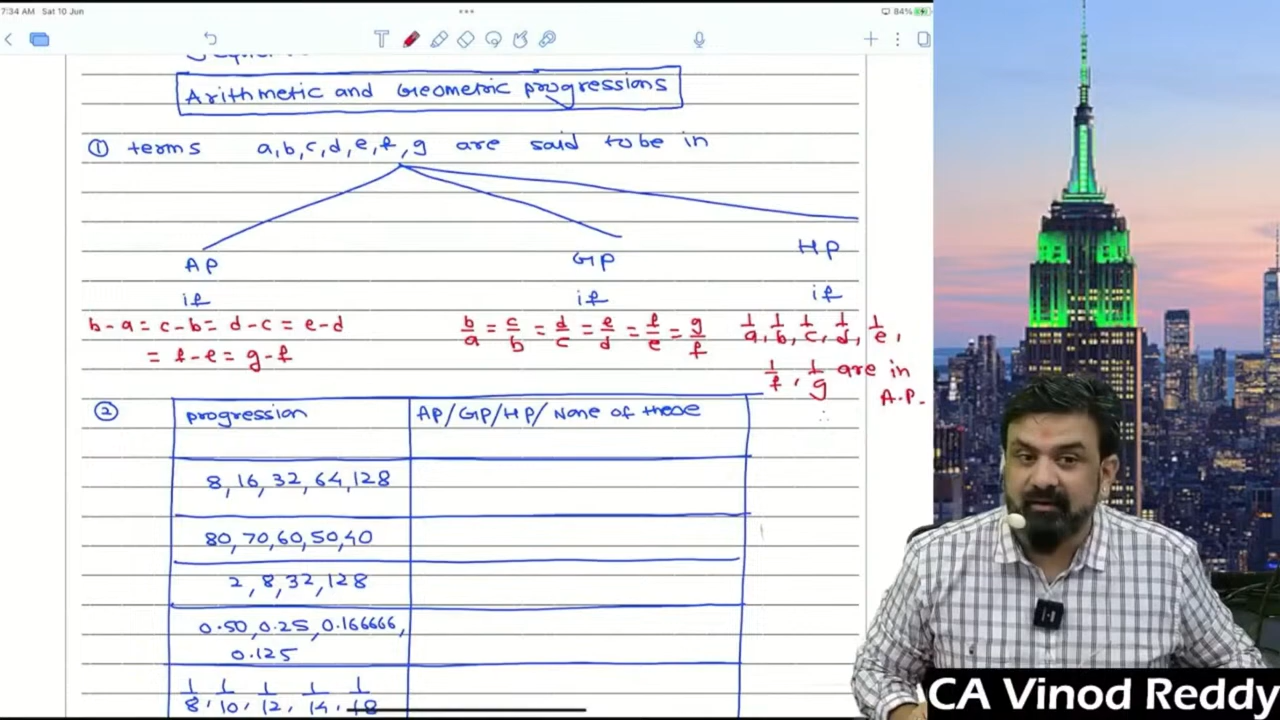 7:34 AM Sat 10 Jun
84%
Arithmetic and Geometric progressions
① terms a,b,c,d,e,f,g are said to be in
AP GP HP
if if if
b-a = c-b = d-c = e-d
= f-e = g-f
b/a = c/b = d/c = e/d = f/e = g/f
1/a, 1/b, 1/c, 1/d, 1/e,
1/f, 1/g are in
A.P.
② progression AP/GP/HP/None of these
8, 16, 32, 64, 128
80, 70, 60, 50, 40
2, 8, 32, 128
0.50, 0.25, 0.166666,
0.125
1/8, 1/10, 1/12, 1/14, 1/18
CA Vinod Reddy